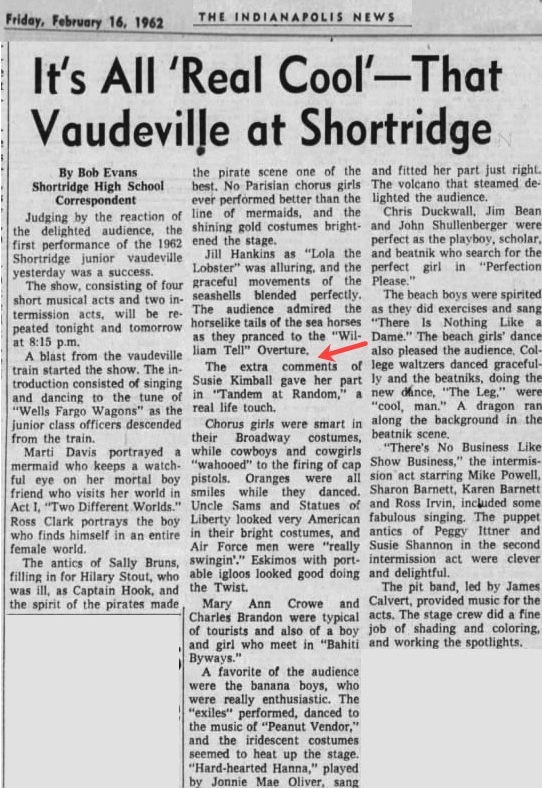 Friday, February 16, 1962
THE INDIANAPOLIS NEWS
It's All 'Real Cool'—That
Vaudeville at Shortridge
By Bob Evans
Shortridge High School
Correspondent
Judging by the reaction of
the delighted audience, the
first performance of the 1962
Shortridge junior vaudeville
yesterday was a success.
The show, consisting of four
short musical acts and two in-
termission acts, will be re-
peated tonight and tomorrow
at 8:15 p.m.
A blast from the vaudeville
train started the show. The in-
troduction consisted of singing
and dancing to the tune of
"Wells Fargo Wagons" as the
junior class officers descended
from the train.
Marti Davis portrayed a
mermaid who keeps a watch-
ful eye on her mortal boy
friend who visits her world in
Act I, "Two Different Worlds."
Ross Clark portrays the boy
who finds himself in an entire
female world.
The antics of Sally Bruns,
filling in for Hilary Stout, who
was ill, as Captain Hook, and
the spirit of the pirates made
the pirate scene one of the
best. No Parisian chorus girls
ever performed better than the
line of mermaids, and the
shining gold costumes bright-
ened the stage.
Jill Hankins as "Lola the
Lobster" was alluring, and the
graceful movements of the
seashells blended perfectly.
The audience admired the
horselike tails of the sea horses
as they pranced to the "Wil-
liam Tell" Overture.
The extra comments of
Susie Kimball gave her part
in "Tandem at Random," a
real life touch.
Chorus girls were smart in
their Broadway costumes,
while cowboys and cowgirls
"wahooed" to the firing of cap
pistols. Oranges were all
smiles while they danced.
Uncle Sams and Statues of
Liberty looked very American
in their bright costumes, and
Air Force men were "really
swingin'." Eskimos with port-
able igloos looked good doing
the Twist.
Mary Ann Crowe and
Charles Brandon were typical
of tourists and also of a boy
and girl who meet in "Bahiti
Byways."
A favorite of the audience
were the banana boys, who
were really enthusiastic. The
"exiles" performed, danced to
the music of "Peanut Vendor,"
and the iridescent costumes
seemed to heat up the stage.
"Hard-hearted Hanna," played
by Jonnie Mae Oliver, sang
and fitted her part just right.
The volcano that steamed de-
lighted the audience.
Chris Duckwall, Jim Bean
and John Shullenberger were
perfect as the playboy, scholar,
and beatnik who search for the
perfect girl in "Perfection
Please."
The beach boys were spirited
as they did exercises and sang
"There Is Nothing Like a
Dame." The beach girls' dance
also pleased the audience. Col-
lege waltzers danced graceful-
ly and the beatniks, doing the
new dance, "The Leg," were
"cool, man." A dragon ran
along the background in the
beatnik scene.
"There's No Business Like
Show Business," the intermis-
sion act starring Mike Powell,
Sharon Barnett, Karen Barnett
and Ross Irvin, included some
fabulous singing. The puppet
antics of Peggy Ittner and
Susie Shannon in the second
intermission act were clever
and delightful.
The pit band, led by James
Calvert, provided music for the
acts. The stage crew did a fine
job of shading and coloring,
and working the spotlights.